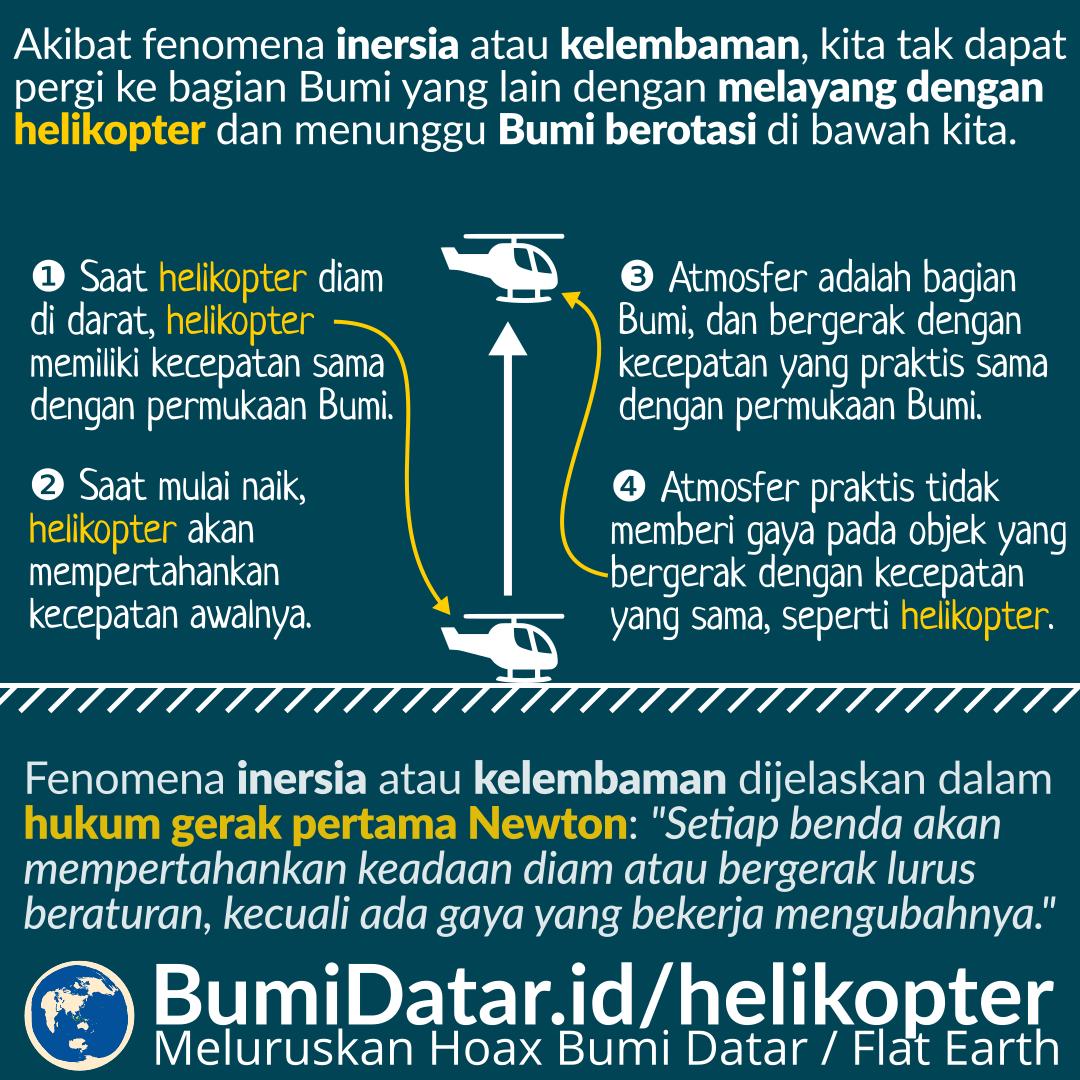 Akibat fenomena inersia atau kelembaman, kita tak dapat
pergi ke bagian Bumi yang lain dengan melayang dengan
helikopter dan menunggu Bumi berotasi di bawah kita.
❶ Saat helikopter diam
di darat, helikopter
memiliki kecepatan sama
dengan permukaan Bumi.
❷ Saat mulai naik,
helikopter akan
mempertahankan
kecepatan awalnya.
❸ Atmosfer adalah bagian
Bumi, dan bergerak dengan
kecepatan yang praktis sama
dengan permukaan Bumi.
❹ Atmosfer praktis tidak
memberi gaya pada objek yang
bergerak dengan kecepatan
yang sama, seperti helikopter.
Fenomena inersia atau kelembaman dijelaskan dalam
hukum gerak pertama Newton: "Setiap benda akan
mempertahankan keadaan diam atau bergerak lurus
beraturan, kecuali ada gaya yang bekerja mengubahnya."
BumiDatar.id/helikopter
Meluruskan Hoax Bumi Datar / Flat Earth